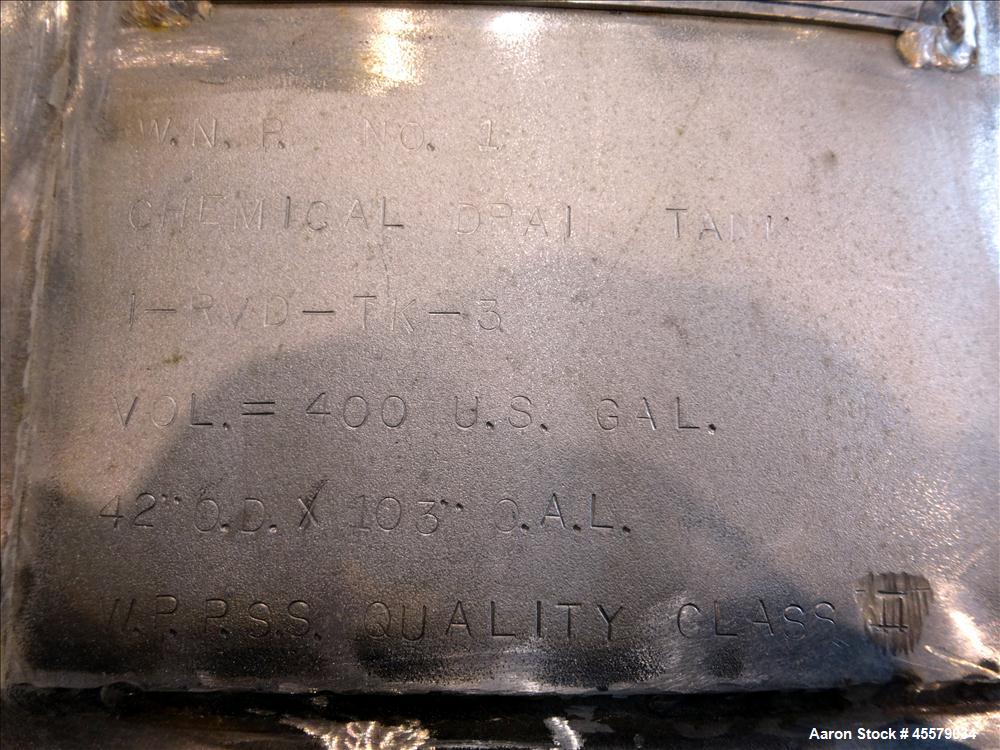 W.N.P. NO. 1
CHEMICAL DRAIN TANK
1-RVD-TK-3
VOL.= 400 U.S. GAL.
42" O.D. X 103" O.A.L.
W.P.P.S.S. QUALITY CLASS II
Aaron Stock # 45579034